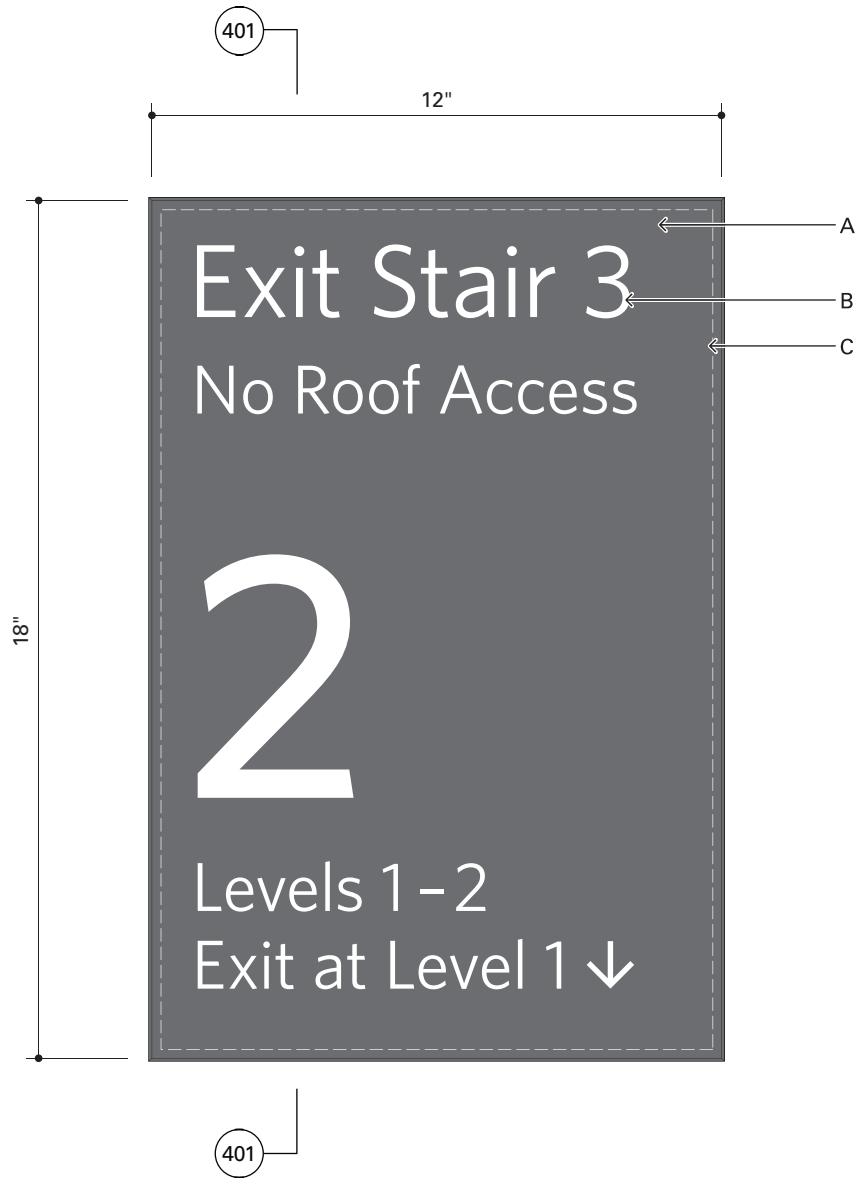 401
12"
A
Exit Stair 3
B
C
No Roof Access
18"
2
Levels 1–2
Exit at Level 1 ↓
401